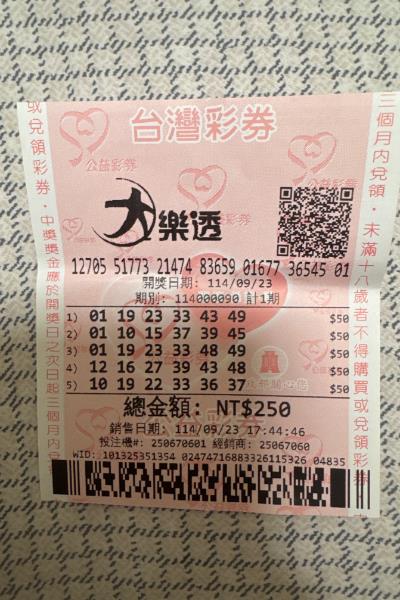 台灣彩券
公益彩券
大樂透
12705 51773 21474 83659 01677 36545 01
開獎日期: 114/09/23
期別: 114000090 計1期
1) 01 19 23 33 43 49 $50
2) 01 10 15 37 39 45 $50
3) 01 19 23 43 48 49 $50
4) 12 16 27 39 43 48 $50
5) 10 19 22 33 36 37 $50
總金額: NT$250
銷售日期: 114/09/23 17:44:46
投注機#: 250670601 經銷商: 25067060
WID: 101325351354 02474716883326115326 04835
或兌領彩券・中獎獎金應於開獎日之次日起三個月
三個月內兌領・未滿十八歲者不得購買或兌領彩券